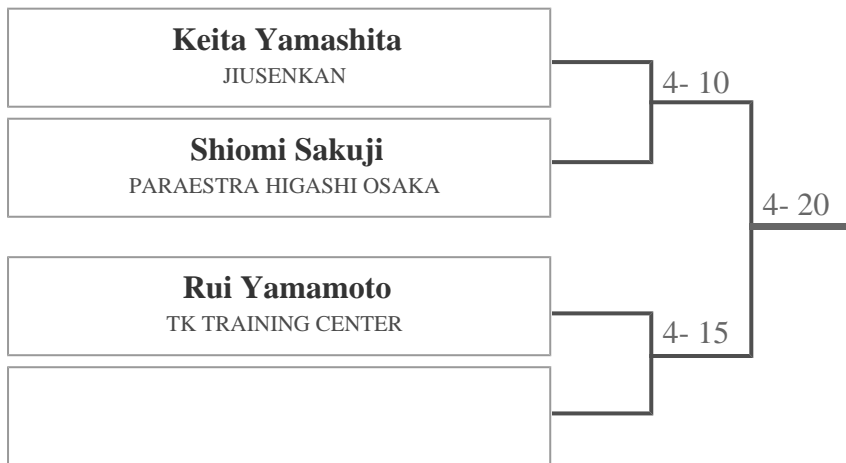 Keita Yamashita
JIUSENKAN
4- 10
Shiomi Sakuji
PARAESTRA HIGASHI OSAKA
4- 20
Rui Yamamoto
TK TRAINING CENTER
4- 15